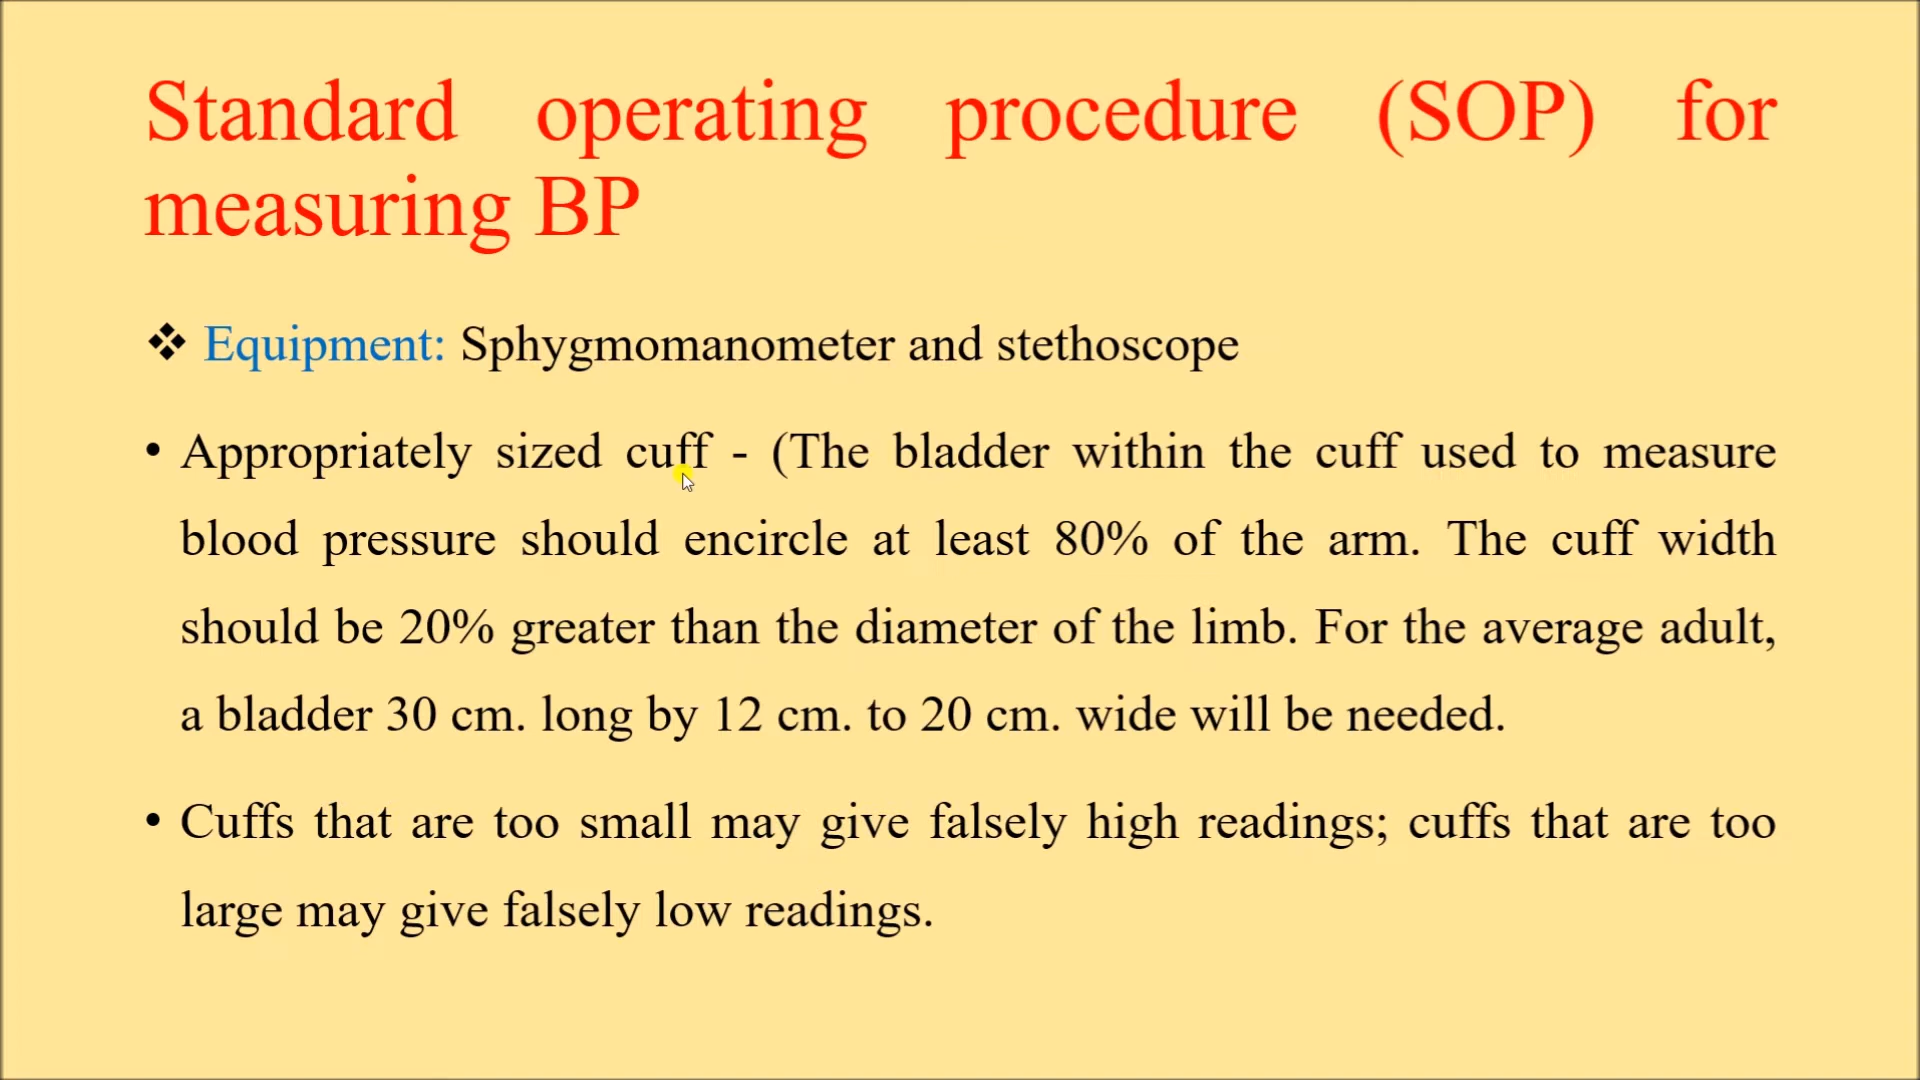 Standard operating procedure (SOP) for
measuring BP
❖ Equipment: Sphygmomanometer and stethoscope
• Appropriately sized cuff - (The bladder within the cuff used to measure
blood pressure should encircle at least 80% of the arm. The cuff width
should be 20% greater than the diameter of the limb. For the average adult,
a bladder 30 cm. long by 12 cm. to 20 cm. wide will be needed.
• Cuffs that are too small may give falsely high readings; cuffs that are too
large may give falsely low readings.